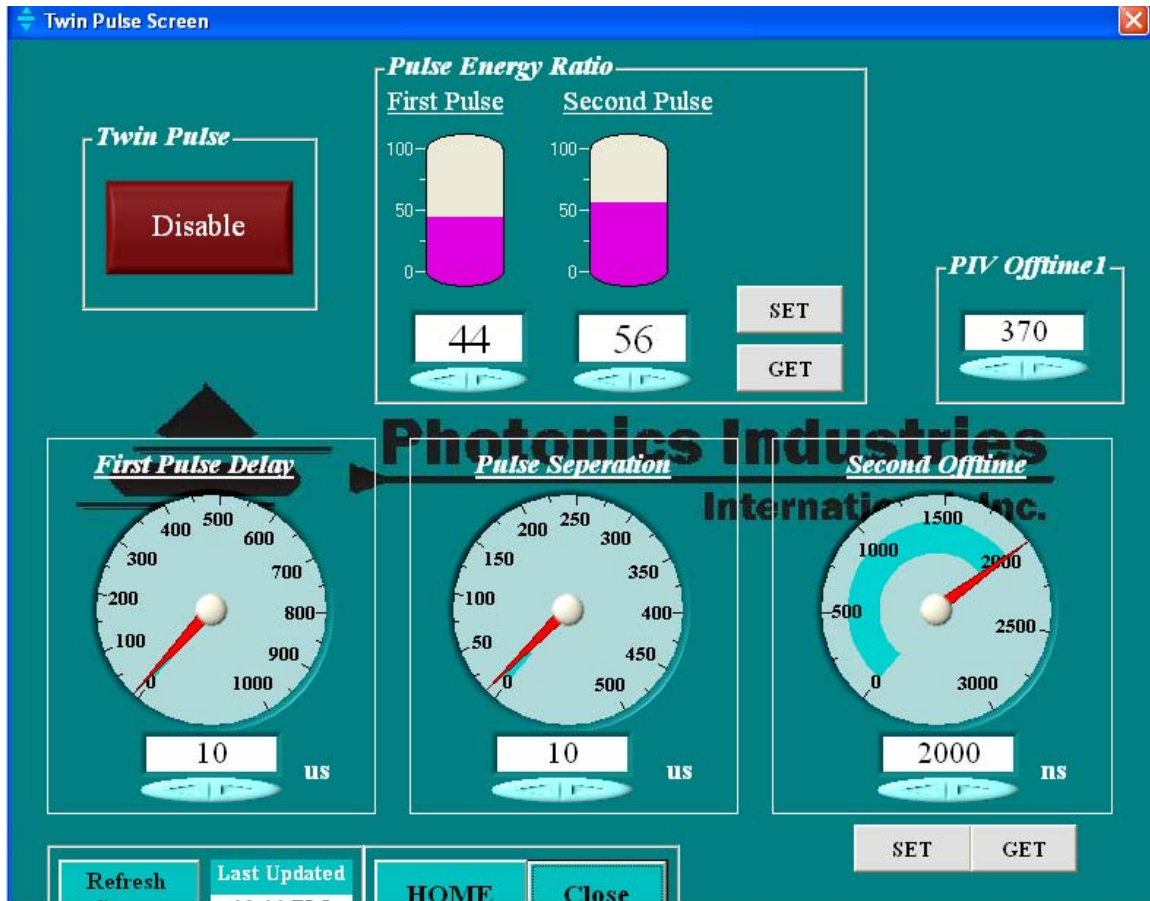 Twin Pulse Screen
Pulse Energy Ratio
First Pulse
Second Pulse
Twin Pulse
Disable
100
50
0
100
50
0
44
56
SET
GET
PIV Offtime1
370
Photonics Industries
International Inc.
First Pulse Delay
0
100
200
300
400
500
600
700
800
900
1000
10
us
Pulse Seperation
0
50
100
150
200
250
300
350
400
450
500
10
us
Second Offtime
0
500
1000
1500
2000
2500
3000
2000
ns
SET
GET
Refresh
Last Updated
HOME
Close